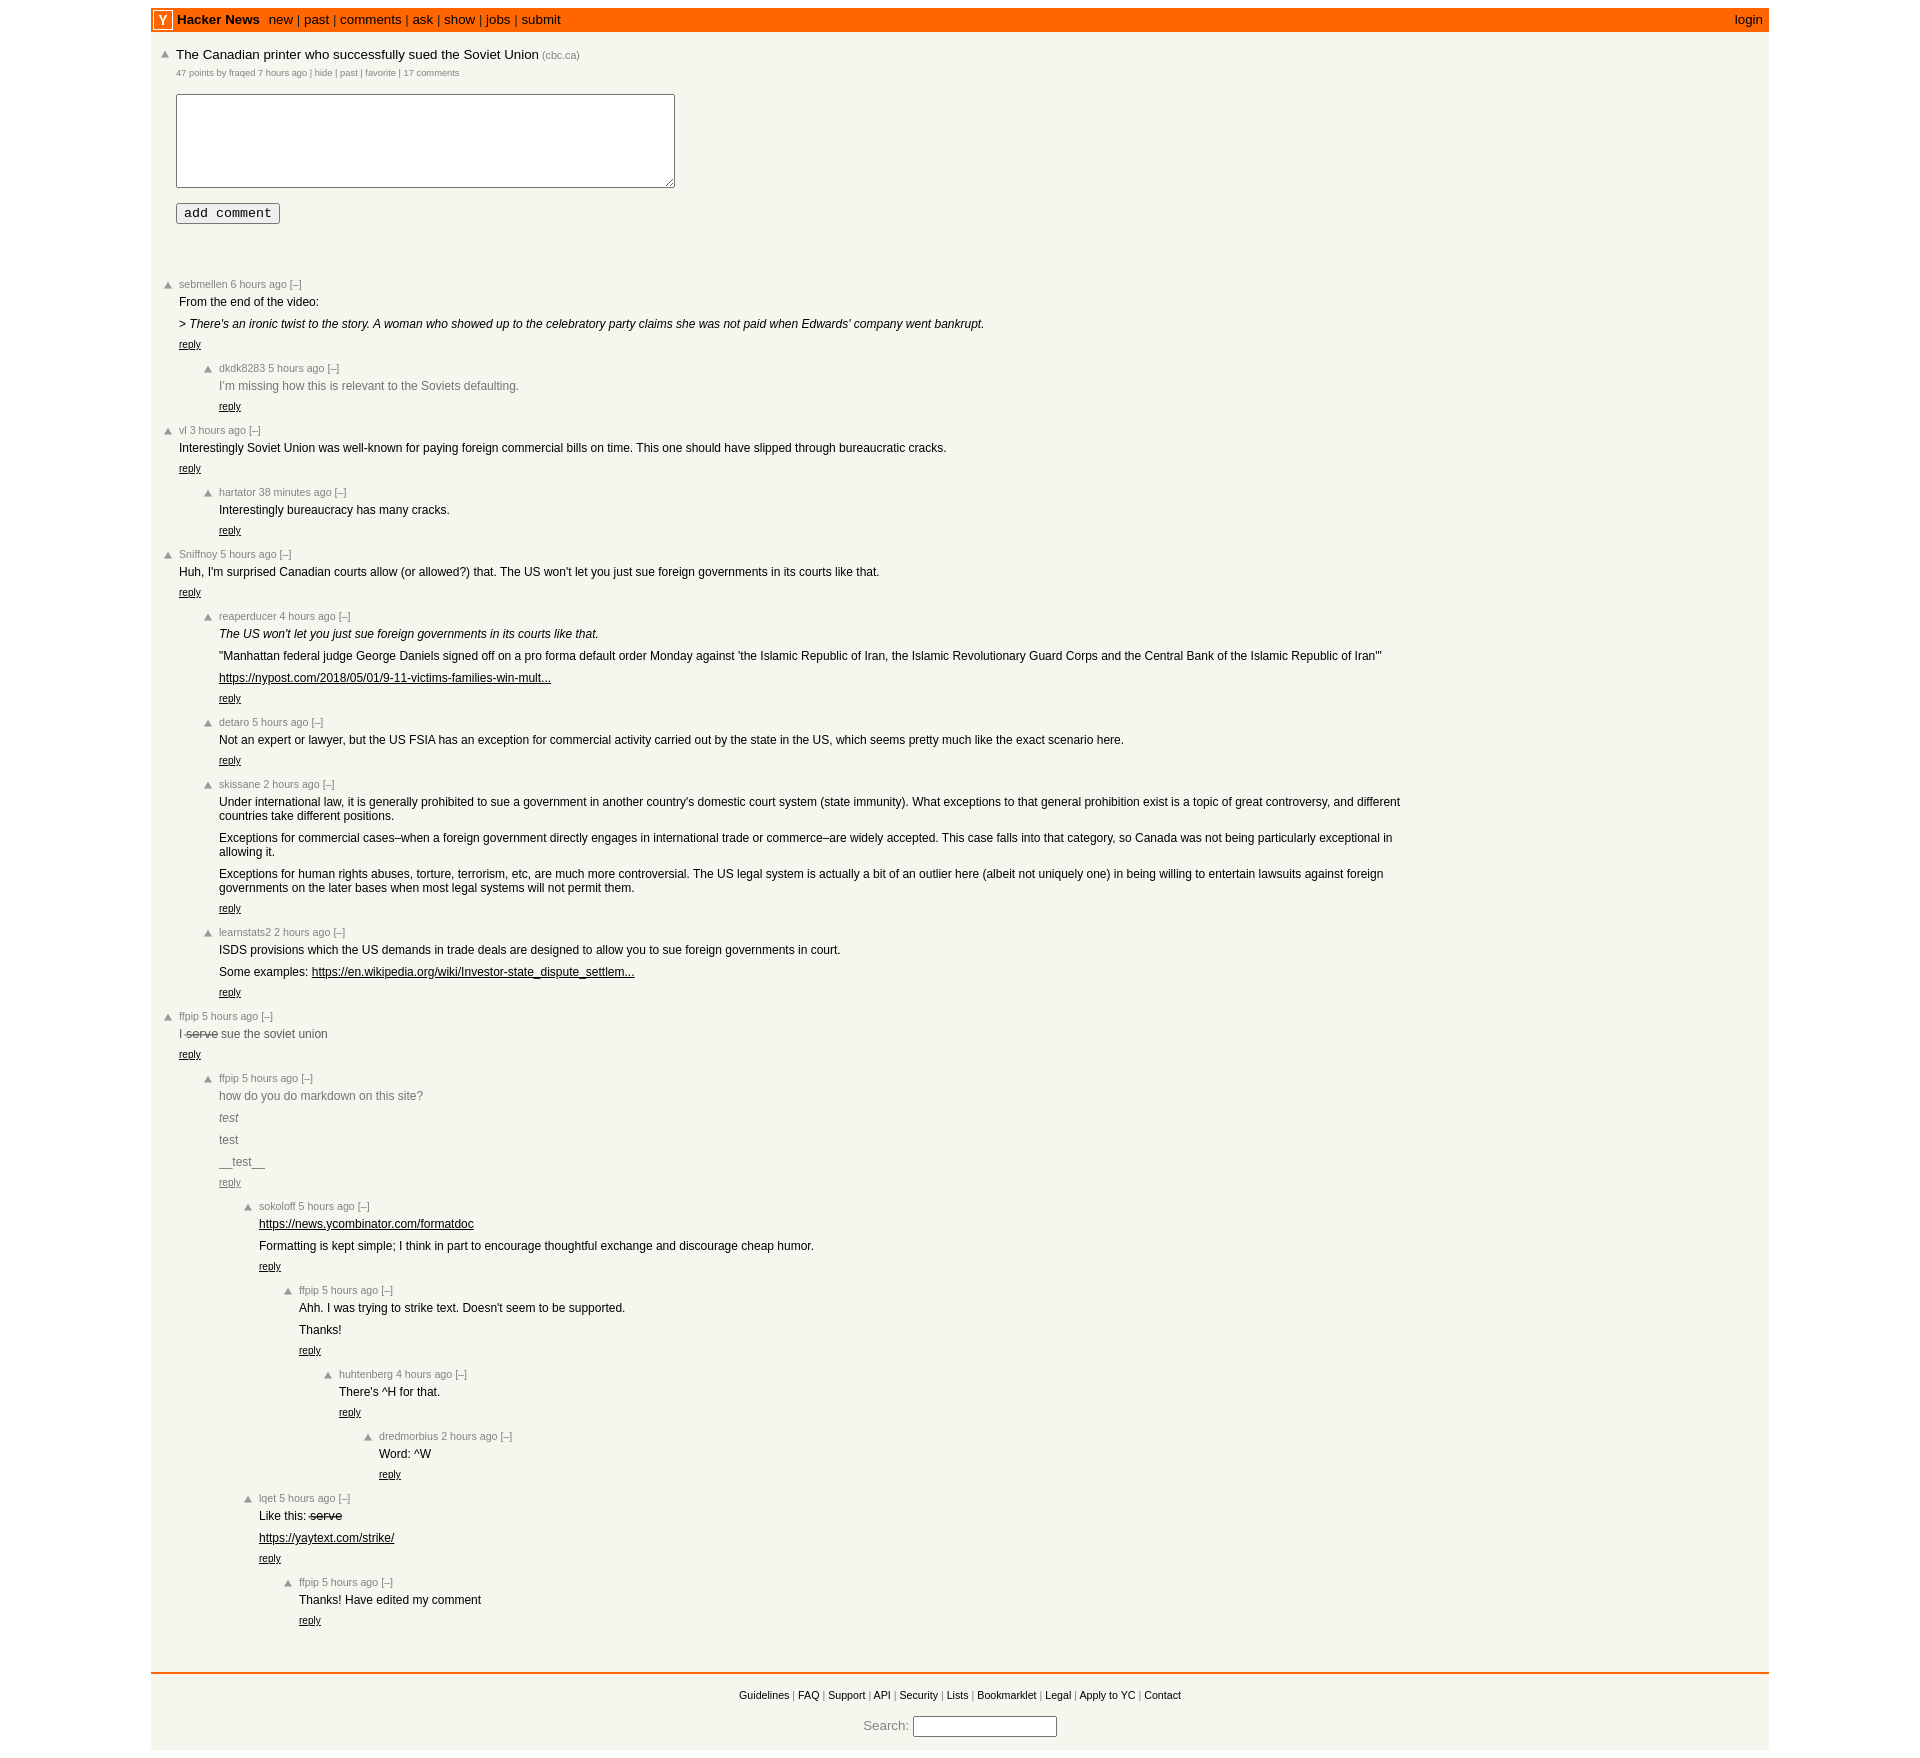 Y Hacker News new | past | comments | ask | show | jobs | submit login
The Canadian printer who successfully sued the Soviet Union (cbc.ca)
47 points by fraqed 7 hours ago | hide | past | favorite | 17 comments
add comment
sebmellen 6 hours ago [–]
From the end of the video:
> There's an ironic twist to the story. A woman who showed up to the celebratory party claims she was not paid when Edwards' company went bankrupt.
reply
dkdk8283 5 hours ago [–]
I'm missing how this is relevant to the Soviets defaulting.
reply
vl 3 hours ago [–]
Interestingly Soviet Union was well-known for paying foreign commercial bills on time. This one should have slipped through bureaucratic cracks.
reply
hartator 38 minutes ago [–]
Interestingly bureaucracy has many cracks.
reply
Sniffnoy 5 hours ago [–]
Huh, I'm surprised Canadian courts allow (or allowed?) that. The US won't let you just sue foreign governments in its courts like that.
reply
reaperducer 4 hours ago [–]
The US won't let you just sue foreign governments in its courts like that.
"Manhattan federal judge George Daniels signed off on a pro forma default order Monday against 'the Islamic Republic of Iran, the Islamic Revolutionary Guard Corps and the Central Bank of the Islamic Republic of Iran'"
https://nypost.com/2018/05/01/9-11-victims-families-win-mult...
reply
detaro 5 hours ago [–]
Not an expert or lawyer, but the US FSIA has an exception for commercial activity carried out by the state in the US, which seems pretty much like the exact scenario here.
reply
skissane 2 hours ago [–]
Under international law, it is generally prohibited to sue a government in another country's domestic court system (state immunity). What exceptions to that general prohibition exist is a topic of great controversy, and different
countries take different positions.
Exceptions for commercial cases–when a foreign government directly engages in international trade or commerce–are widely accepted. This case falls into that category, so Canada was not being particularly exceptional in
allowing it.
Exceptions for human rights abuses, torture, terrorism, etc, are much more controversial. The US legal system is actually a bit of an outlier here (albeit not uniquely one) in being willing to entertain lawsuits against foreign
governments on the later bases when most legal systems will not permit them.
reply
learnstats2 2 hours ago [–]
ISDS provisions which the US demands in trade deals are designed to allow you to sue foreign governments in court.
Some examples: https://en.wikipedia.org/wiki/Investor-state_dispute_settlem...
reply
ffpip 5 hours ago [–]
I s̶e̶r̶v̶e̶ sue the soviet union
reply
ffpip 5 hours ago [–]
how do you do markdown on this site?
test
test
__test__
reply
sokoloff 5 hours ago [–]
https://news.ycombinator.com/formatdoc
Formatting is kept simple; I think in part to encourage thoughtful exchange and discourage cheap humor.
reply
ffpip 5 hours ago [–]
Ahh. I was trying to strike text. Doesn't seem to be supported.
Thanks!
reply
huhtenberg 4 hours ago [–]
There's ^H for that.
reply
dredmorbius 2 hours ago [–]
Word: ^W
reply
lqet 5 hours ago [–]
Like this: s̶e̶r̶v̶e̶
https://yaytext.com/strike/
reply
ffpip 5 hours ago [–]
Thanks! Have edited my comment
reply
Guidelines | FAQ | Support | API | Security | Lists | Bookmarklet | Legal | Apply to YC | Contact
Search: